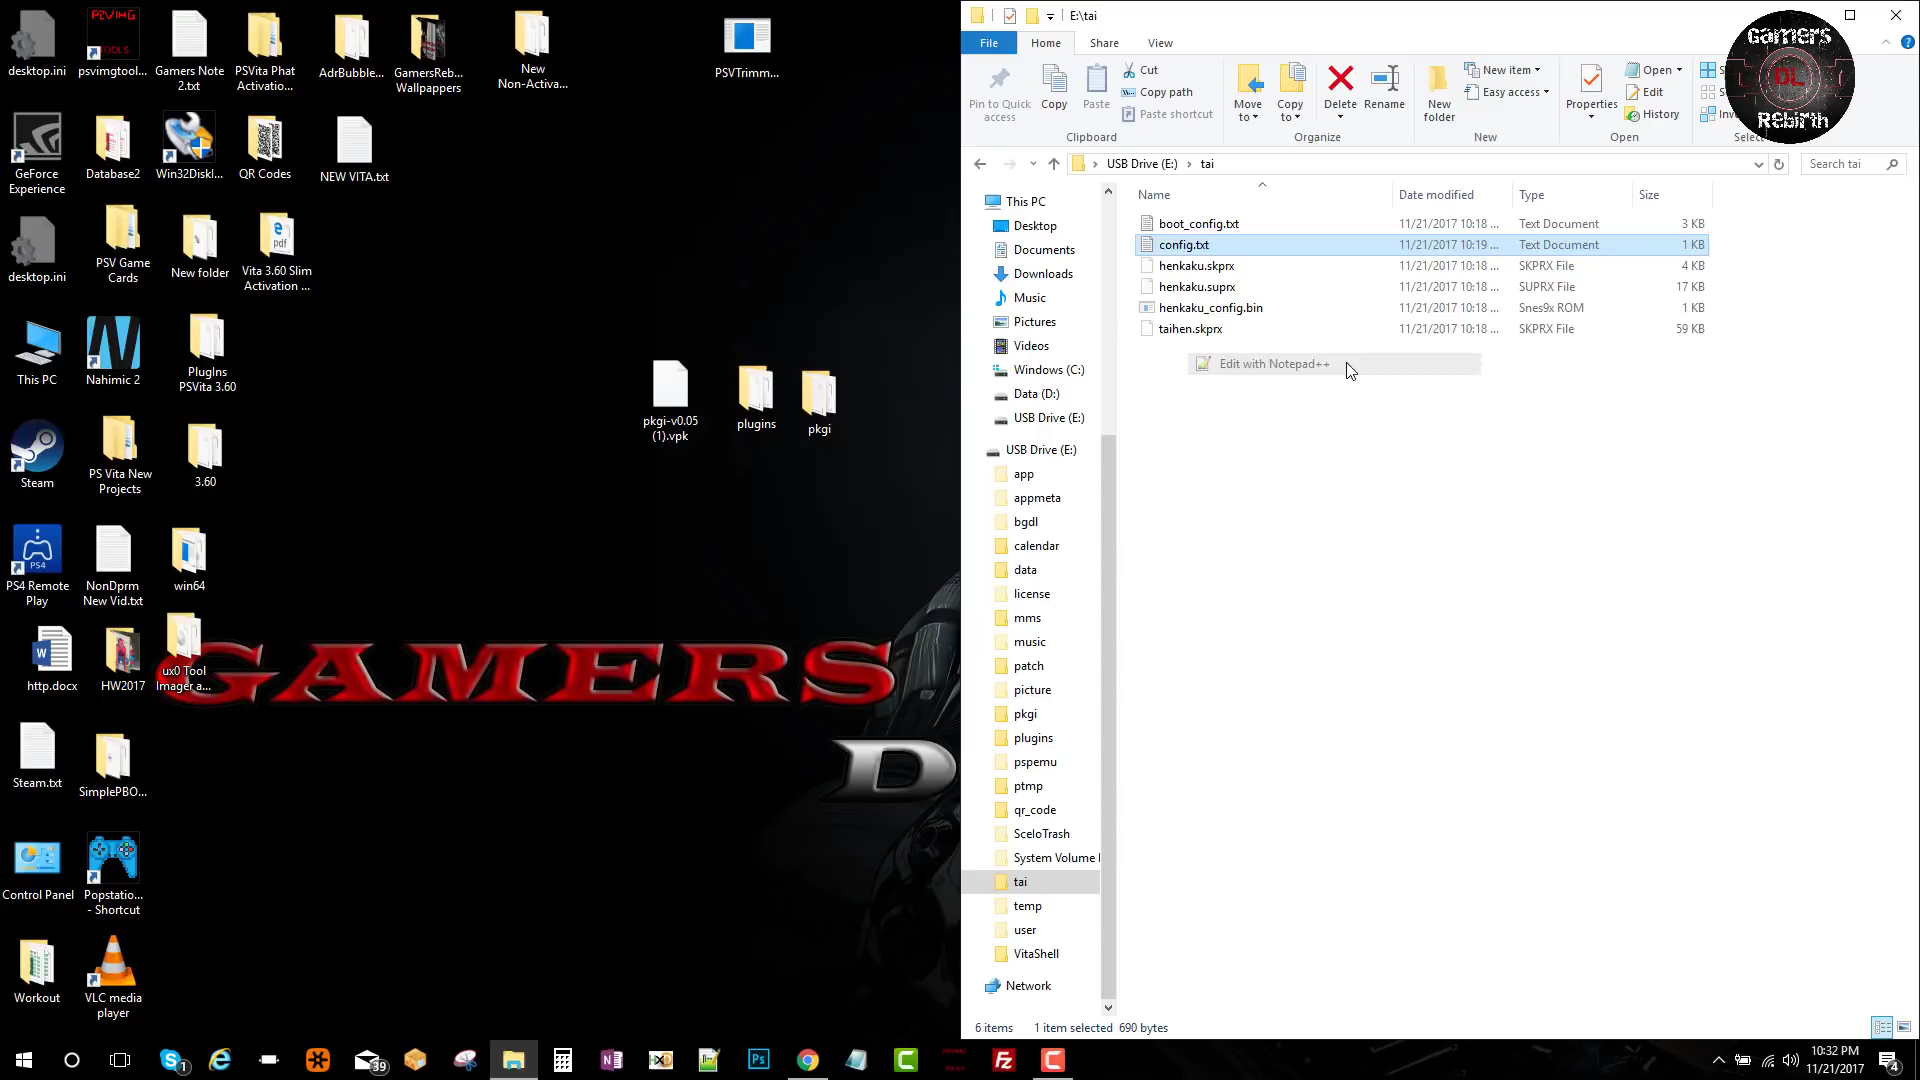 desktop.ini
PSVIMG
TOOLS
psvimgtool...
Gamers Note
2.txt
PSVita Phat
Activatio...
AdrBubble...
GamersReb...
Wallpappers
New
Non-Activa...
PSVTrimm...
GeForce
Experience
Database2
Win32DiskI...
QR Codes
NEW VITA.txt
desktop.ini
PSV Game
Cards
New folder
pdf
Vita 3.60 Slim
Activation ...
This PC
Nahimic 2
PlugIns
PSVita 3.60
pkgi-v0.05
(1).vpk
plugins
pkgi
Steam
PS Vita New
Projects
3.60
PS4
PS4 Remote
Play
NonDprm
New Vid.txt
win64
http.docx
HW2017
ux0 Tool
Imager a...
GAMERS
D
Steam.txt
SimplePBO...
Control Panel
Popstatio...
- Shortcut
Workout
VLC media
player
E:\tai
File
Home
Share
View
Pin to Quick
access
Copy
Paste
Cut
Copy path
Paste shortcut
Clipboard
Move
to
Copy
to
Delete
Rename
Organize
New
folder
New item
Easy access
New
Properties
Open
Edit
History
Open
Gamers
DL
Rebirth
USB Drive (E:)
tai
Search tai
This PC
Desktop
Documents
Downloads
Music
Pictures
Videos
Windows (C:)
Data (D:)
USB Drive (E:)
USB Drive (E:)
app
appmeta
bgdl
calendar
data
license
mms
music
patch
picture
pkgi
plugins
pspemu
ptmp
qr_code
SceIoTrash
System Volume
tai
temp
user
VitaShell
Network
Name Date modified Type Size
boot_config.txt 11/21/2017 10:18 ... Text Document 3 KB
config.txt 11/21/2017 10:19 ... Text Document 1 KB
henkaku.skprx 11/21/2017 10:18 ... SKPRX File 4 KB
henkaku.suprx 11/21/2017 10:18 ... SUPRX File 17 KB
henkaku_config.bin 11/21/2017 10:18 ... Snes9x ROM 1 KB
taihen.skprx 11/21/2017 10:18 ... SKPRX File 59 KB
Edit with Notepad++
6 items 1 item selected 690 bytes
1
39
Ps
10:32 PM
11/21/2017
4